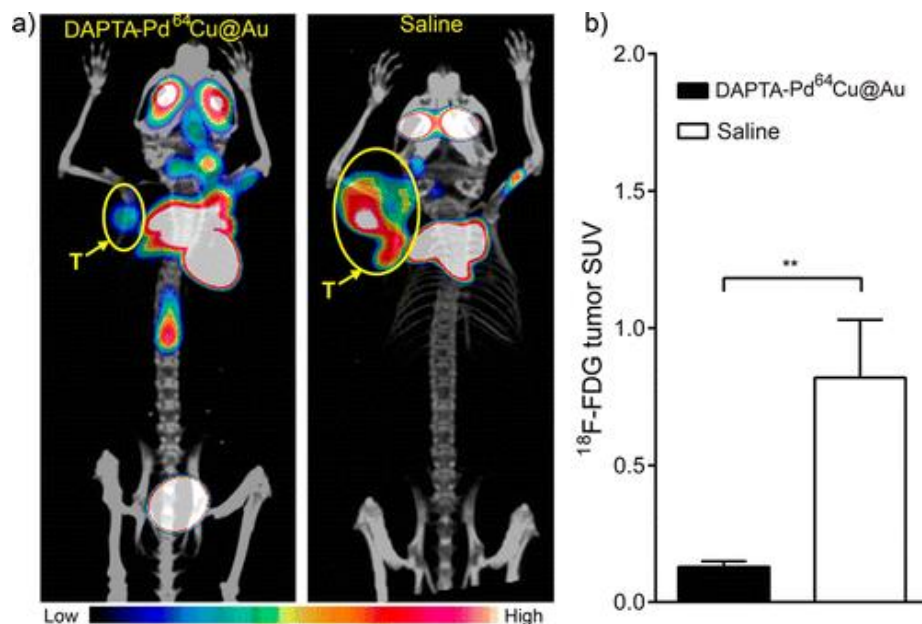 a)
DAPTA-Pd⁶⁴Cu@Au
Saline
T
T
Low
High
b)
2.0
1.5
1.0
0.5
0.0
¹⁸F-FDG tumor SUV
DAPTA-Pd⁶⁴Cu@Au
Saline
**